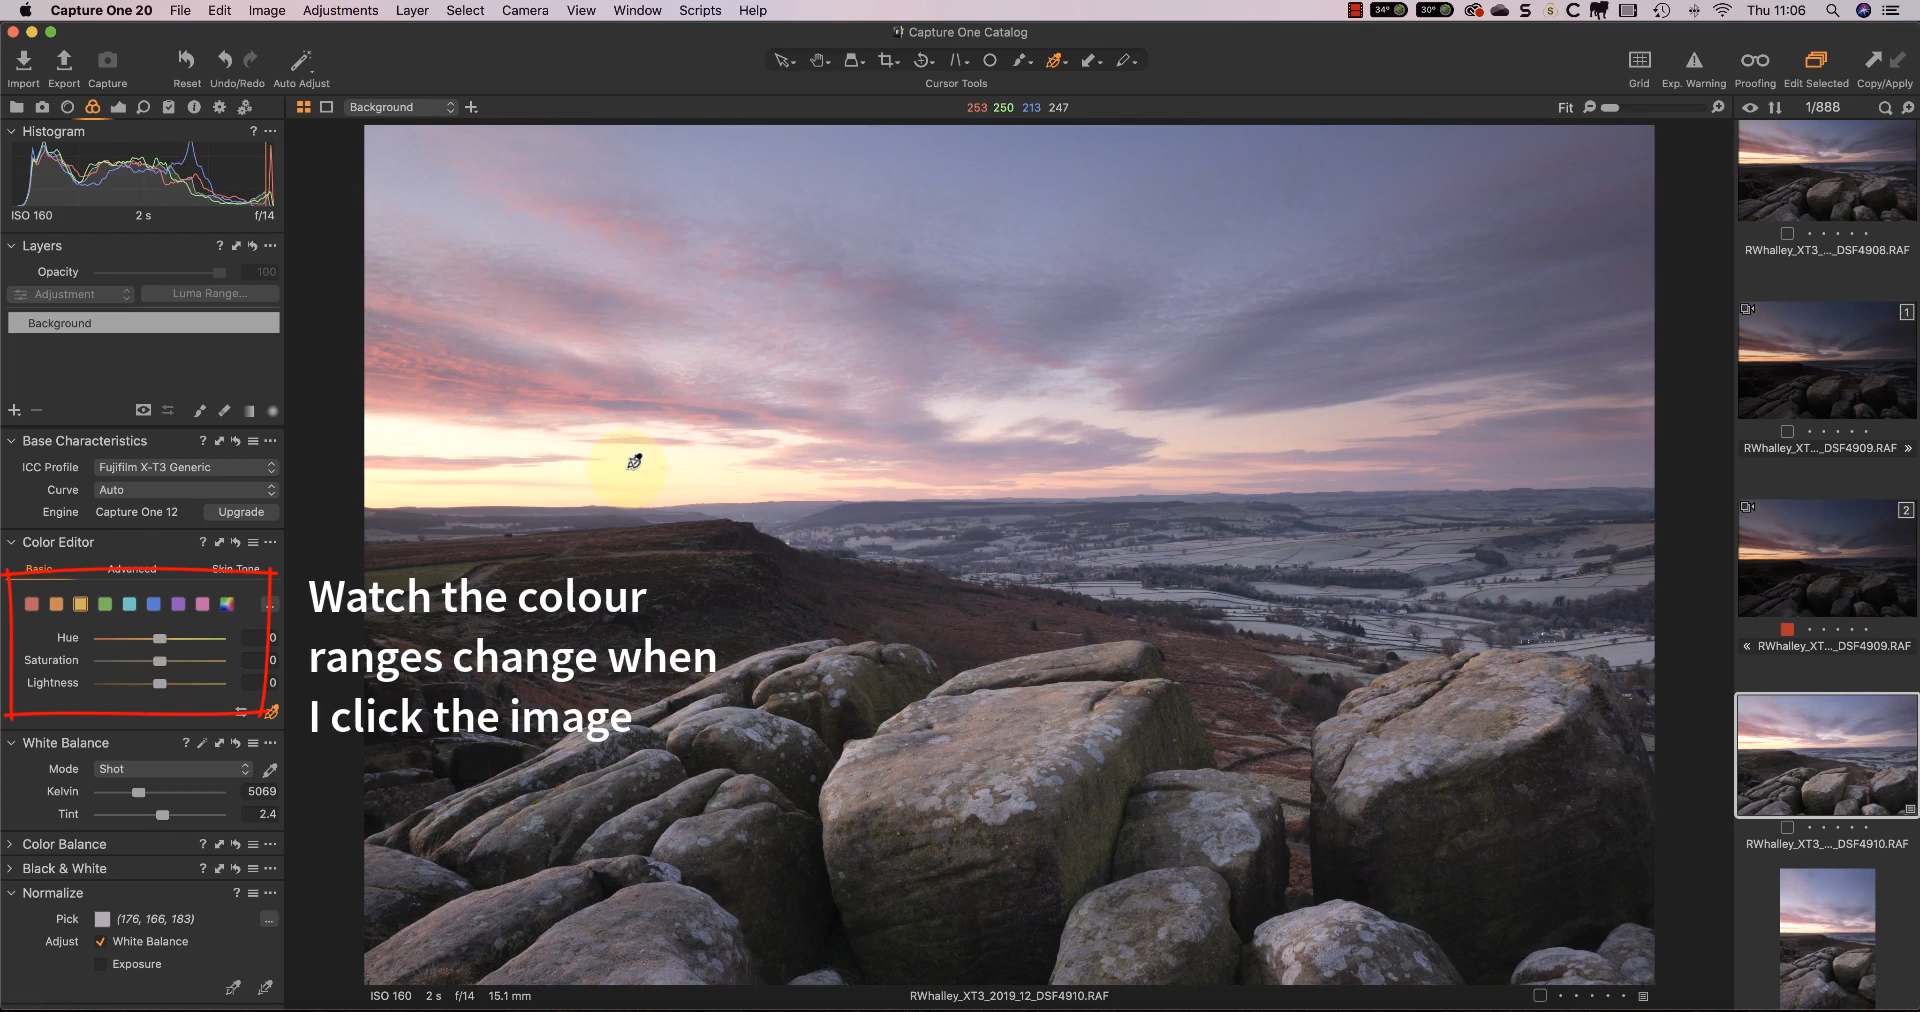 Capture One 20 File Edit Image Adjustments Layer Select Camera View Window Scripts Help 34° 30° Thu 11:06
Capture One Catalog
Import Export Capture Reset Undo/Redo Auto Adjust Cursor Tools Grid Exp. Warning Proofing Edit Selected Copy/Apply
Background 253 250 213 247 Fit 1/888
Histogram
ISO 160 2 s f/14
Layers
Opacity 100
Adjustment Luma Range...
Background
Base Characteristics
ICC Profile Fujifilm X-T3 Generic
Curve Auto
Engine Capture One 12 Upgrade
Color Editor
Basic Advanced Skin Tone
Hue 0
Saturation 0
Lightness 0
White Balance
Mode Shot
Kelvin 5069
Tint 2.4
Color Balance
Black & White
Normalize
Pick (176, 166, 183) ...
Adjust White Balance
Exposure
Watch the colour
ranges change when
I click the image
ISO 160 2 s f/14 15.1 mm RWhalley_XT3_2019_12_DSF4910.RAF
RWhalley_XT3_..._DSF4908.RAF
1
RWhalley_XT..._DSF4909.RAF »
2
« RWhalley_XT..._DSF4909.RAF
RWhalley_XT3_..._DSF4910.RAF